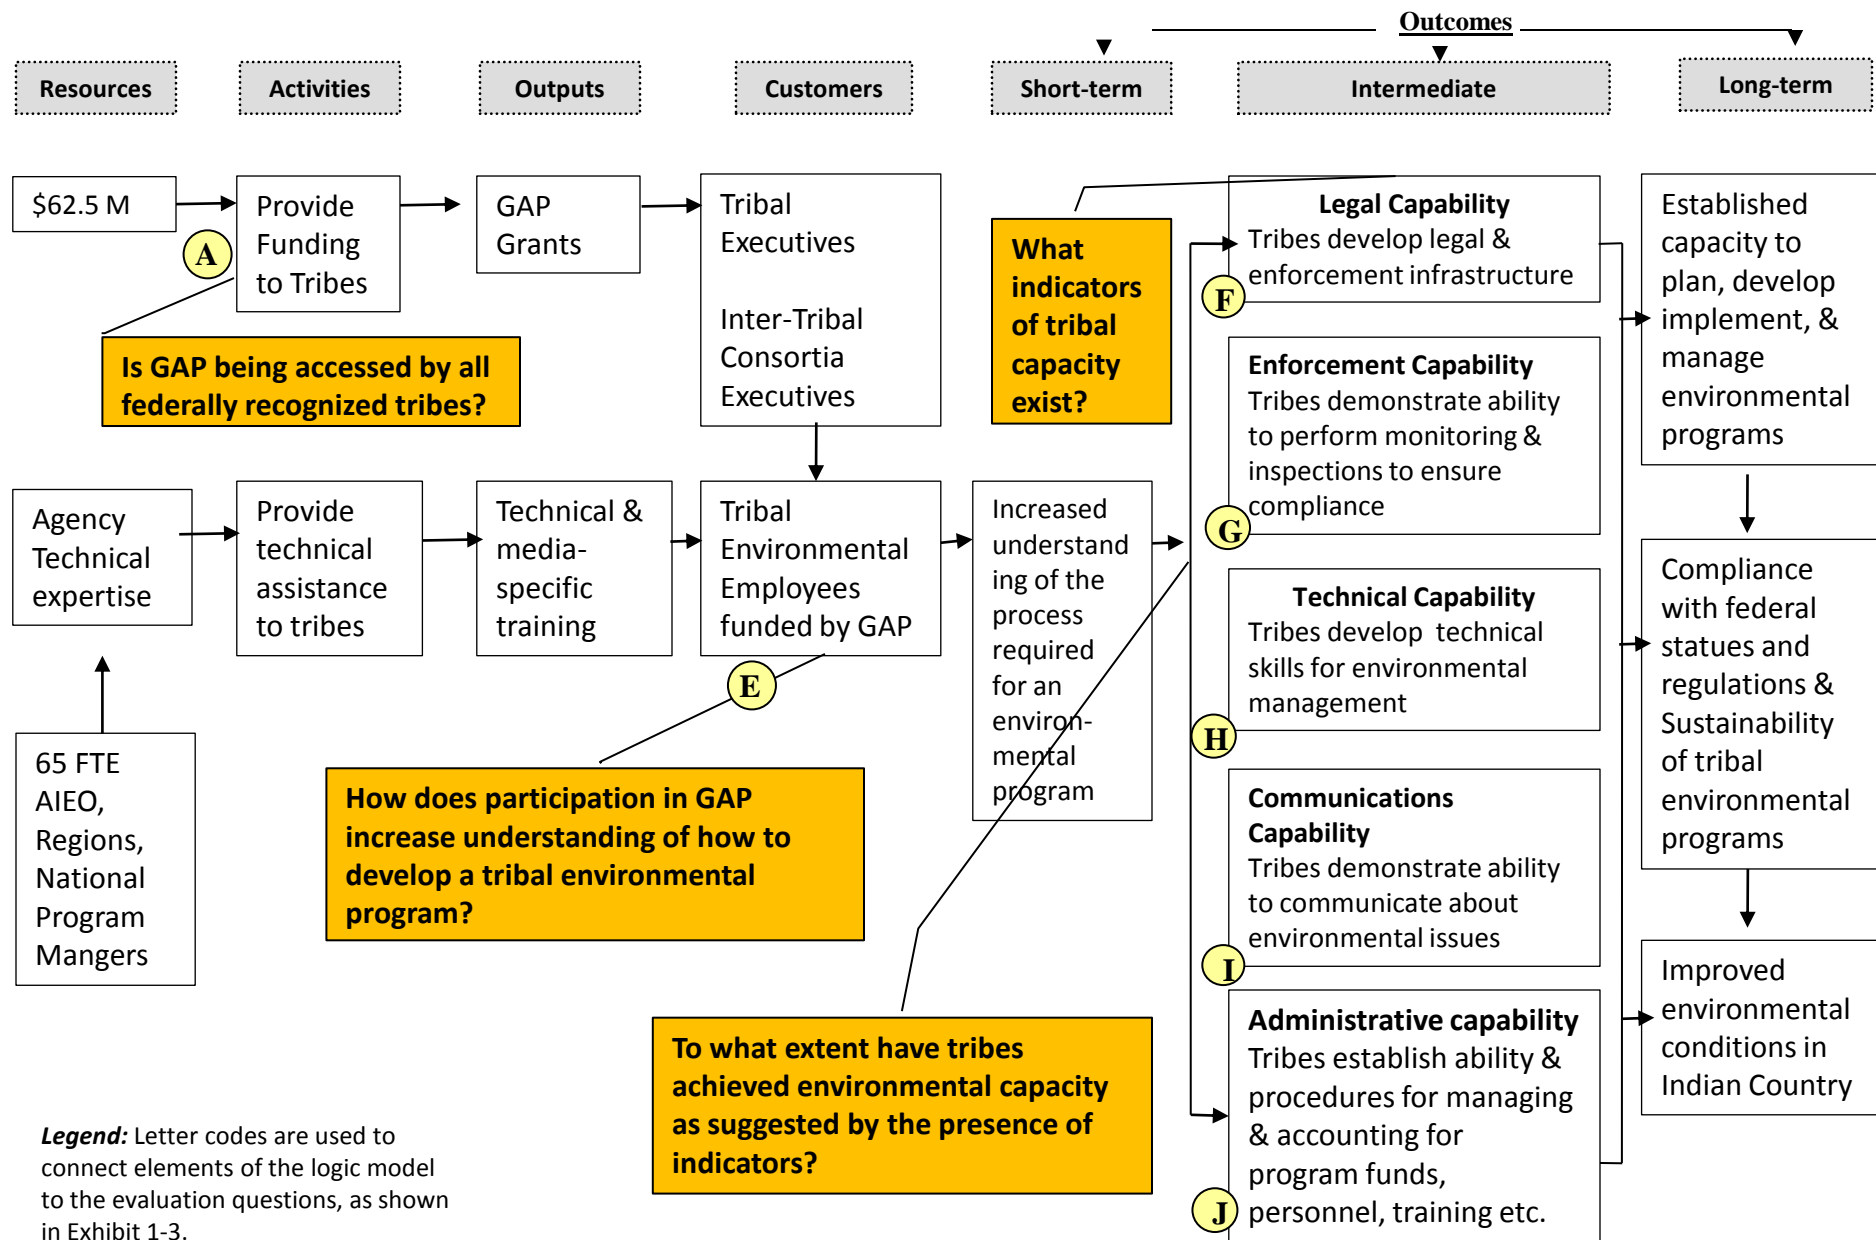 Outcomes
Resources
Activities
Outputs
Customers
Short-term
Intermediate
Long-term
$62.5 M
Provide
Funding
to Tribes
GAP
Grants
Tribal
Executives
Inter-Tribal
Consortia
Executives
A
Is GAP being accessed by all
federally recognized tribes?
What
indicators
of tribal
capacity
exist?
Legal Capability
Tribes develop legal &
enforcement infrastructure
F
Established
capacity to
plan, develop
implement, &
manage
environmental
programs
Enforcement Capability
Tribes demonstrate ability
to perform monitoring &
inspections to ensure
compliance
G
Agency
Technical
expertise
Provide
technical
assistance
to tribes
Technical &
media-
specific
training
Tribal
Environmental
Employees
funded by GAP
E
Increased
understand
ing of the
process
required
for an
environ-
mental
program
Technical Capability
Tribes develop technical
skills for environmental
management
H
Compliance
with federal
statues and
regulations &
Sustainability
of tribal
environmental
programs
65 FTE
AIEO,
Regions,
National
Program
Mangers
How does participation in GAP
increase understanding of how to
develop a tribal environmental
program?
Communications
Capability
Tribes demonstrate ability
to communicate about
environmental issues
I
Improved
environmental
conditions in
Indian Country
To what extent have tribes
achieved environmental capacity
as suggested by the presence of
indicators?
Administrative capability
Tribes establish ability &
procedures for managing
& accounting for
program funds,
personnel, training etc.
J
Legend: Letter codes are used to
connect elements of the logic model
to the evaluation questions, as shown
in Exhibit 1-3.